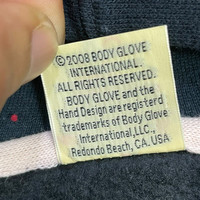 ©2008 BODY GLOVE
INTERNATIONAL.
ALL RIGHTS RESERVED.
BODY GLOVE and the
Hand Design are registerd
trademarks of Body Glove
International, LLC.,
Redondo Beach, CA. USA